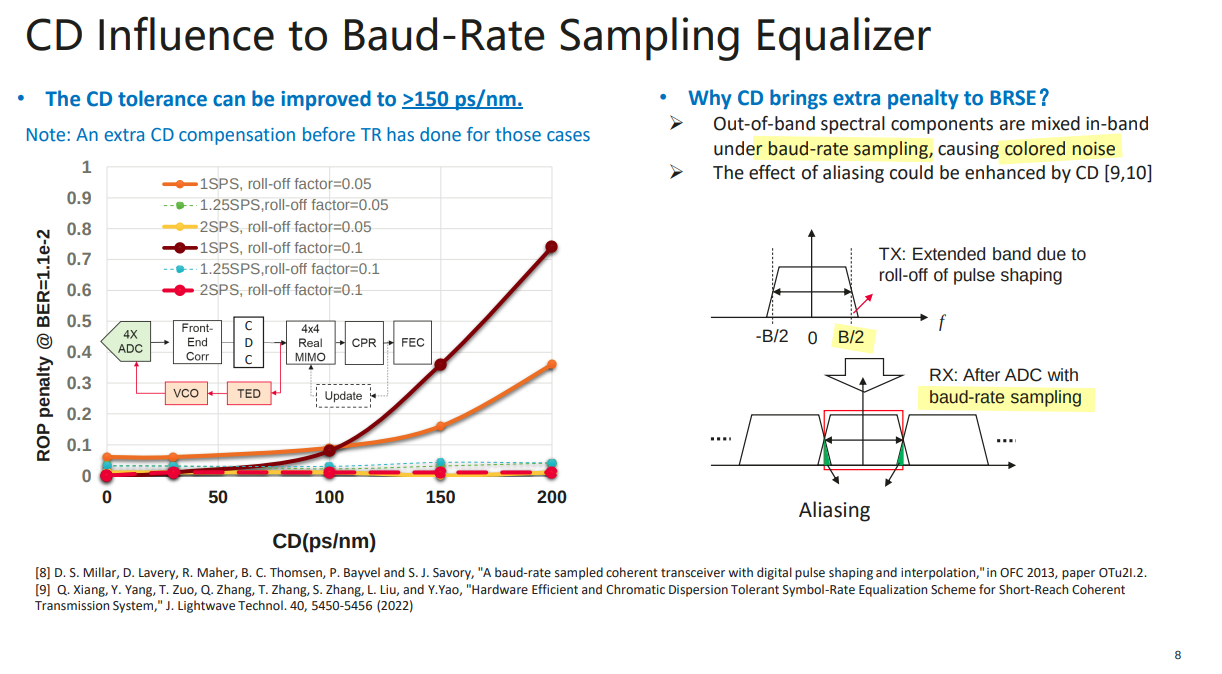 CD Influence to Baud-Rate Sampling Equalizer
• The CD tolerance can be improved to >150 ps/nm.
Note: An extra CD compensation before TR has done for those cases
ROP penalty @ BER=1.1e-2
1
0.9
0.8
0.7
0.6
0.5
0.4
0.3
0.2
0.1
0
1SPS, roll-off factor=0.05
1.25SPS,roll-off factor=0.05
2SPS, roll-off factor=0.05
1SPS, roll-off factor=0.1
1.25SPS,roll-off factor=0.1
2SPS, roll-off factor=0.1
4X
ADC
Front-
End
Corr
C
D
C
4x4
Real
MIMO
CPR
FEC
VCO
TED
Update
0 50 100 150 200
CD(ps/nm)
• Why CD brings extra penalty to BRSE？
➢ Out-of-band spectral components are mixed in-band
under baud-rate sampling, causing colored noise
➢ The effect of aliasing could be enhanced by CD [9,10]
TX: Extended band due to
roll-off of pulse shaping
f
-B/2 0 B/2
RX: After ADC with
baud-rate sampling
Aliasing
[8] D. S. Millar, D. Lavery, R. Maher, B. C. Thomsen, P. Bayvel and S. J. Savory, "A baud-rate sampled coherent transceiver with digital pulse shaping and interpolation," in OFC 2013, paper OTu2I.2.
[9] Q. Xiang, Y. Yang, T. Zuo, Q. Zhang, T. Zhang, S. Zhang, L. Liu, and Y.Yao, "Hardware Efficient and Chromatic Dispersion Tolerant Symbol-Rate Equalization Scheme for Short-Reach Coherent
Transmission System," J. Lightwave Technol. 40, 5450-5456 (2022)
8